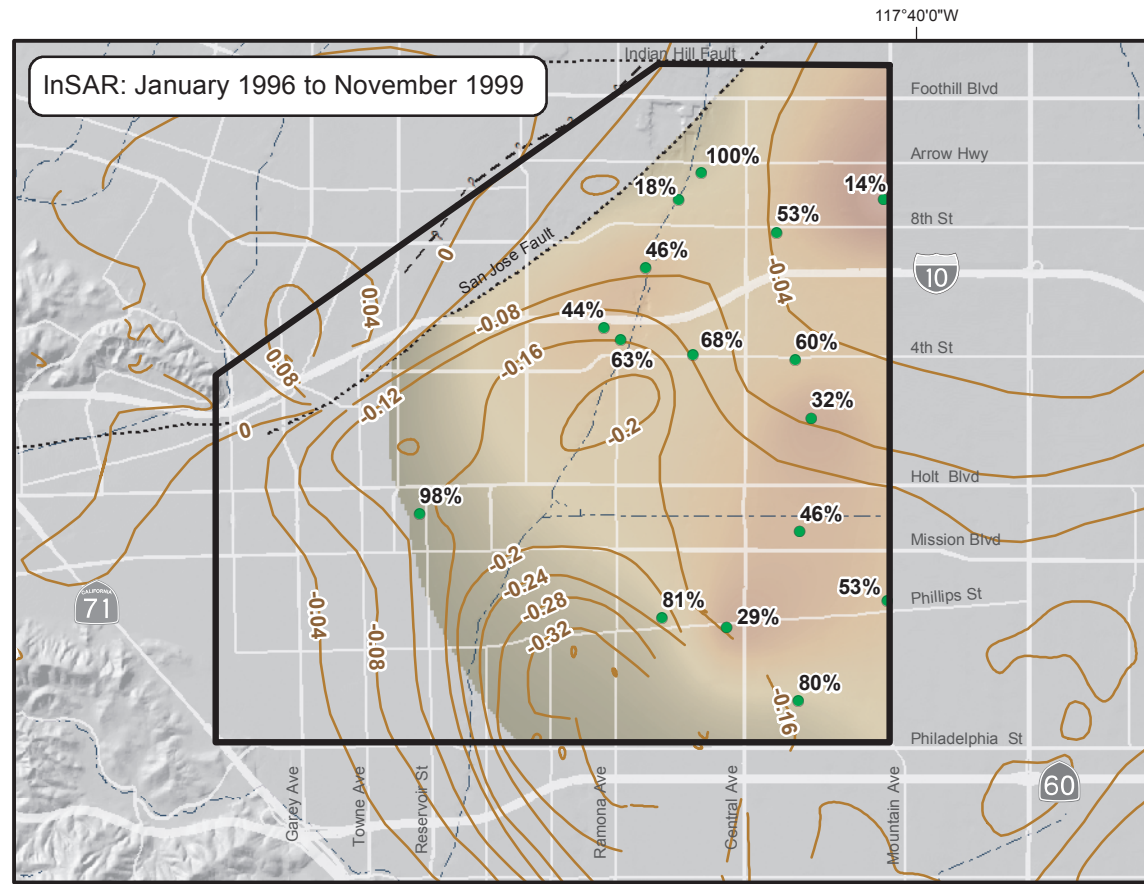 117°40'0"W
InSAR: January 1996 to November 1999
Indian Hill Fault
Foothill Blvd
100%
Arrow Hwy
18%
14%
53%
8th St
0
San Jose Fault
46%
-0.04
10
0.04
-0.08
44%
68%
60%
4th St
63%
-0.16
0.08
-0.12
32%
0
-0.2
Holt Blvd
98%
46%
Mission Blvd
-0.2
-0.24
53%
Phillips St
CALIFORNIA
71
-0.04
-0.28
81%
29%
-0.32
-0.08
80%
-0.16
Philadelphia St
Garey Ave
Towne Ave
Reservoir St
Ramona Ave
Central Ave
Mountain Ave
60